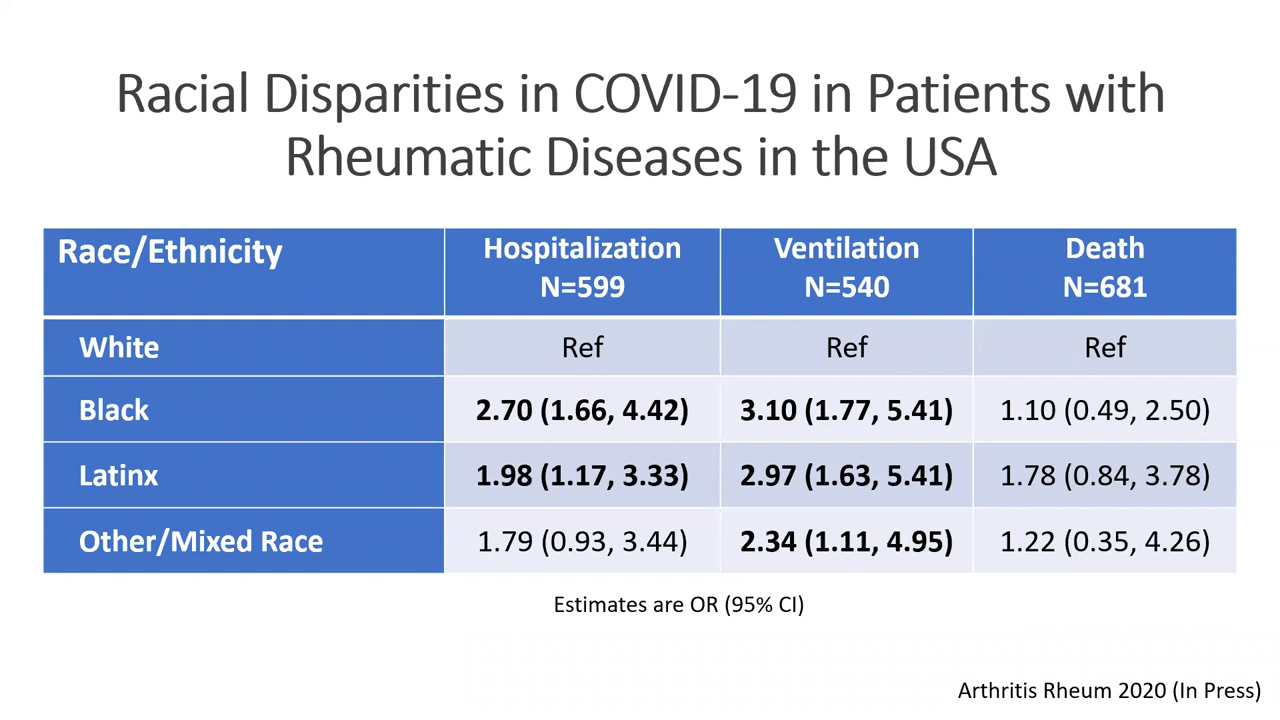 Racial Disparities in COVID-19 in Patients with
Rheumatic Diseases in the USA
Race/Ethnicity Hospitalization Ventilation Death
N=599 N=540 N=681
White Ref Ref Ref
Black 2.70 (1.66, 4.42) 3.10 (1.77, 5.41) 1.10 (0.49, 2.50)
Latinx 1.98 (1.17, 3.33) 2.97 (1.63, 5.41) 1.78 (0.84, 3.78)
Other/Mixed Race 1.79 (0.93, 3.44) 2.34 (1.11, 4.95) 1.22 (0.35, 4.26)
Estimates are OR (95% CI)
Arthritis Rheum 2020 (In Press)